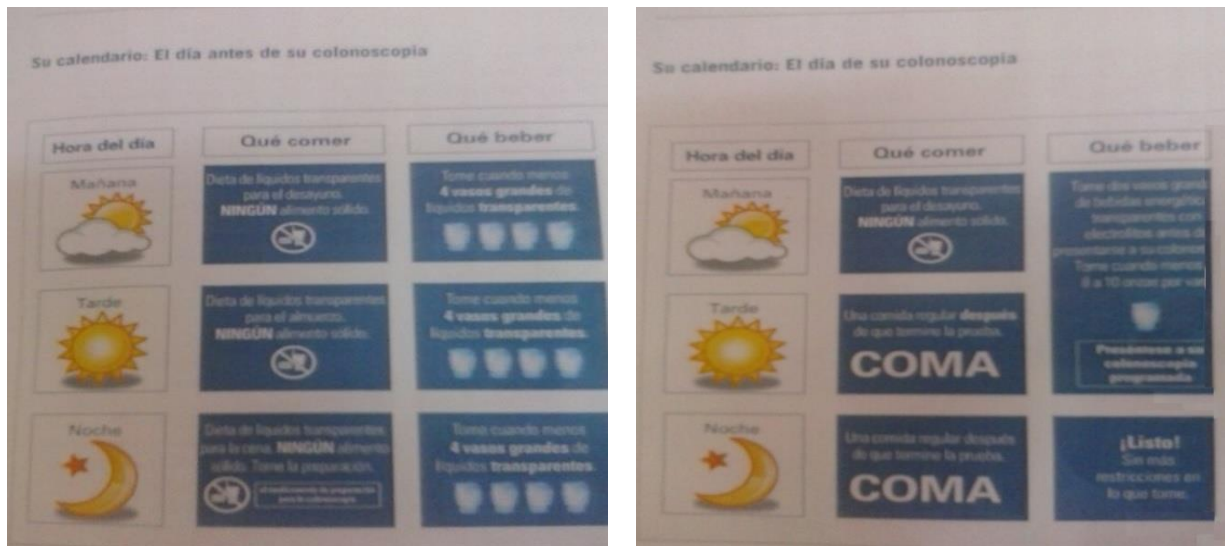 Su calendario: El día antes de su colonoscopia
Hora del día
Qué comer
Qué beber
Mañana
Dieta de líquidos transparentes
para el desayuno.
NINGÚN alimento sólido.
Tome cuando menos
4 vasos grandes de
líquidos transparentes.
Tarde
Dieta de líquidos transparentes
para el almuerzo.
NINGÚN alimento sólido.
Tome cuando menos
4 vasos grandes de
líquidos transparentes.
Noche
Dieta de líquidos transparentes
para la cena. NINGÚN alimento
sólido. Tome la preparación.
el medicamento de preparación
para la colonoscopia.
Tome cuando menos
4 vasos grandes de
líquidos transparentes.
Su calendario: El día de su colonoscopia
Hora del día
Qué comer
Qué beber
Mañana
Dieta de líquidos transparentes
para el desayuno.
NINGÚN alimento sólido.
Tome dos vasos
de bebidas
transparentes con
electrolitos antes
presentarse a su
Tome cuando menos
8 a 10 onzas por
Preséntese a su
colonoscopia
programada
Tarde
Una comida regular después
de que termine la prueba.
COMA
Noche
Una comida regular después
de que termine la prueba.
COMA
¡Listo!
Sin más
restricciones en
lo que tome.